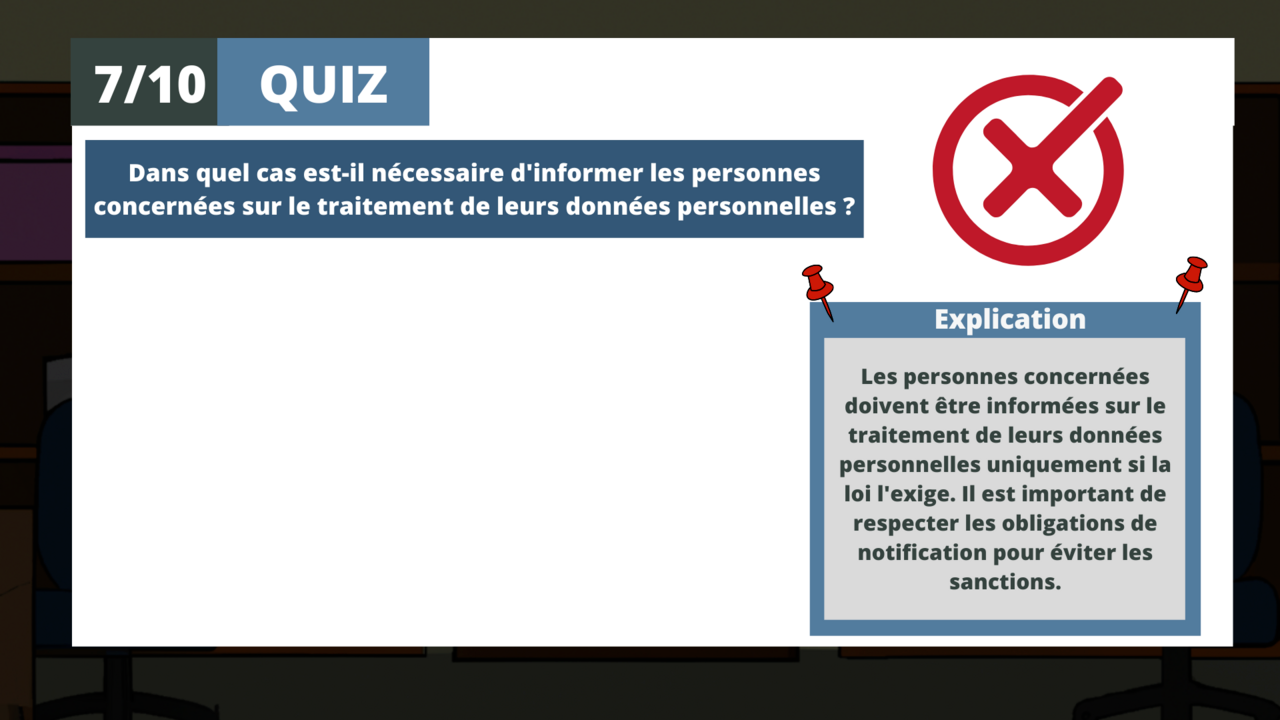 7/10 QUIZ
Dans quel cas est-il nécessaire d'informer les personnes
concernées sur le traitement de leurs données personnelles ?
Explication
Les personnes concernées
doivent être informées sur le
traitement de leurs données
personnelles uniquement si la
loi l'exige. Il est important de
respecter les obligations de
notification pour éviter les
sanctions.